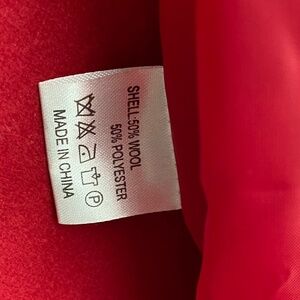 SHELL:50% WOOL
50% POLYESTER
P
MADE IN CHINA